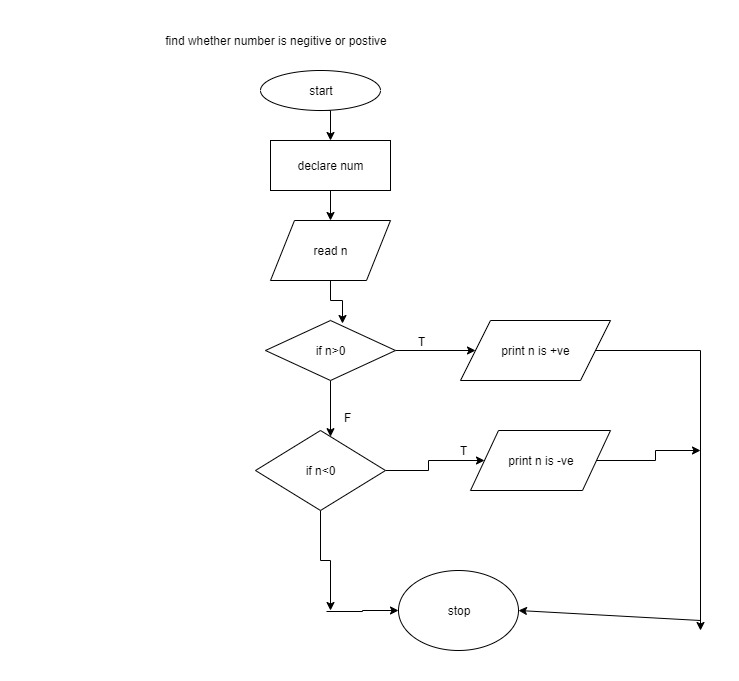 find whether number is negitive or postive
start
declare num
read n
if n>0
T
print n is +ve
F
if n<0
T
print n is -ve
stop